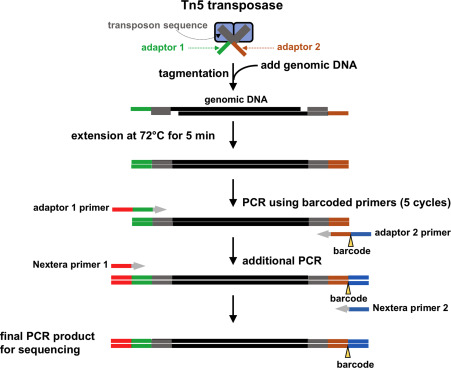 Tn5 transposase
transposon sequence
adaptor 1
adaptor 2
tagmentation
add genomic DNA
genomic DNA
extension at 72°C for 5 min
PCR using barcoded primers (5 cycles)
adaptor 1 primer
adaptor 2 primer
barcode
additional PCR
Nextera primer 1
barcode
Nextera primer 2
final PCR product
for sequencing
barcode